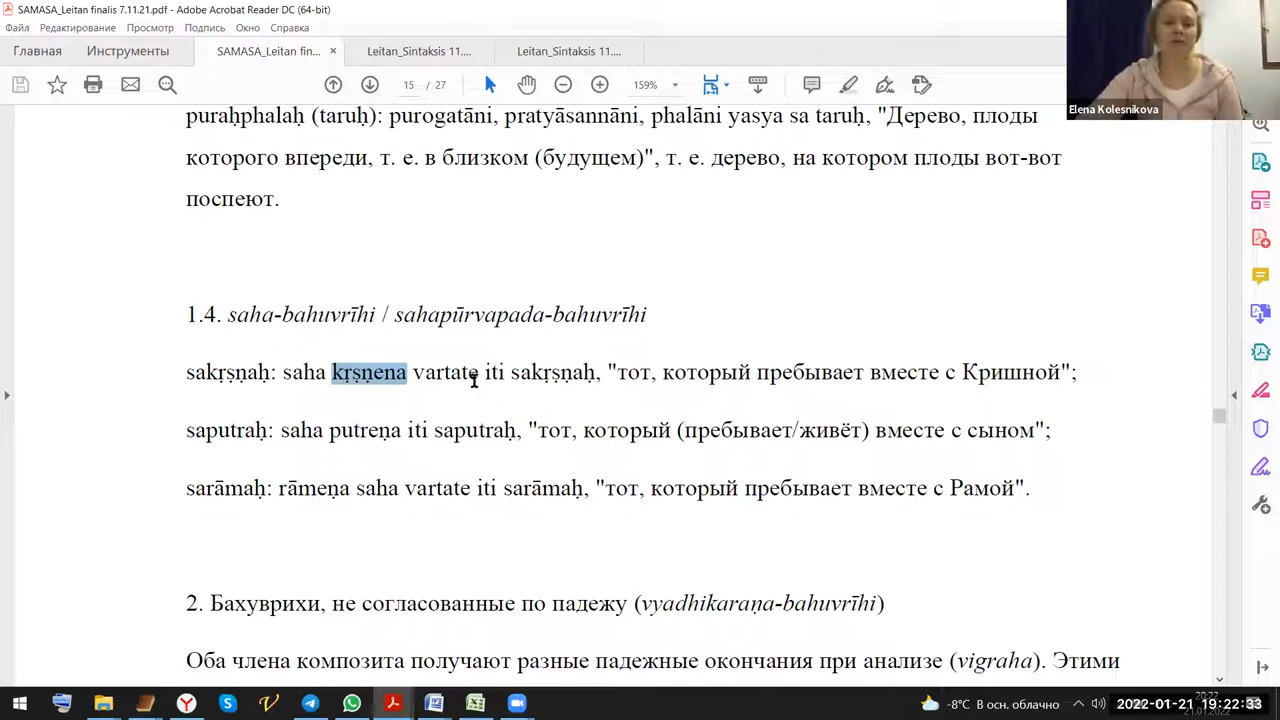 SAMASA_Leitan finalis 7.11.21.pdf - Adobe Acrobat Reader DC (64-bit)
Файл Редактирование Просмотр Подпись Окно Справка
Главная Инструменты SAMASA_Leitan fin... × Leitan_Sintaksis 11.... Leitan_Sintaksis 11....
15 / 27 159%
Elena Kolesnikova
puraḥphalaḥ (taruḥ): purogatāni, pratyāsannāni, phalāni yasya sa taruḥ, "Дерево, плоды
которого впереди, т. е. в близком (будущем)", т. е. дерево, на котором плоды вот-вот
поспеют.
1.4. saha-bahuvrīhi / sahapūrvapada-bahuvrīhi
sakṛṣṇaḥ: saha kṛṣṇena vartate iti sakṛṣṇaḥ, "тот, который пребывает вместе с Кришной";
saputraḥ: saha putreṇa iti saputraḥ, "тот, который (пребывает/живёт) вместе с сыном";
sarāmaḥ: rāmeṇa saha vartate iti sarāmaḥ, "тот, который пребывает вместе с Рамой".
2. Бахуврихи, не согласованные по падежу (vyadhikaraṇa-bahuvrīhi)
Оба члена композита получают разные падежные окончания при анализе (vigraha). Этими
-8°C В осн. облачно 20:22
21.01.2022
2022-01-21 19:22:33